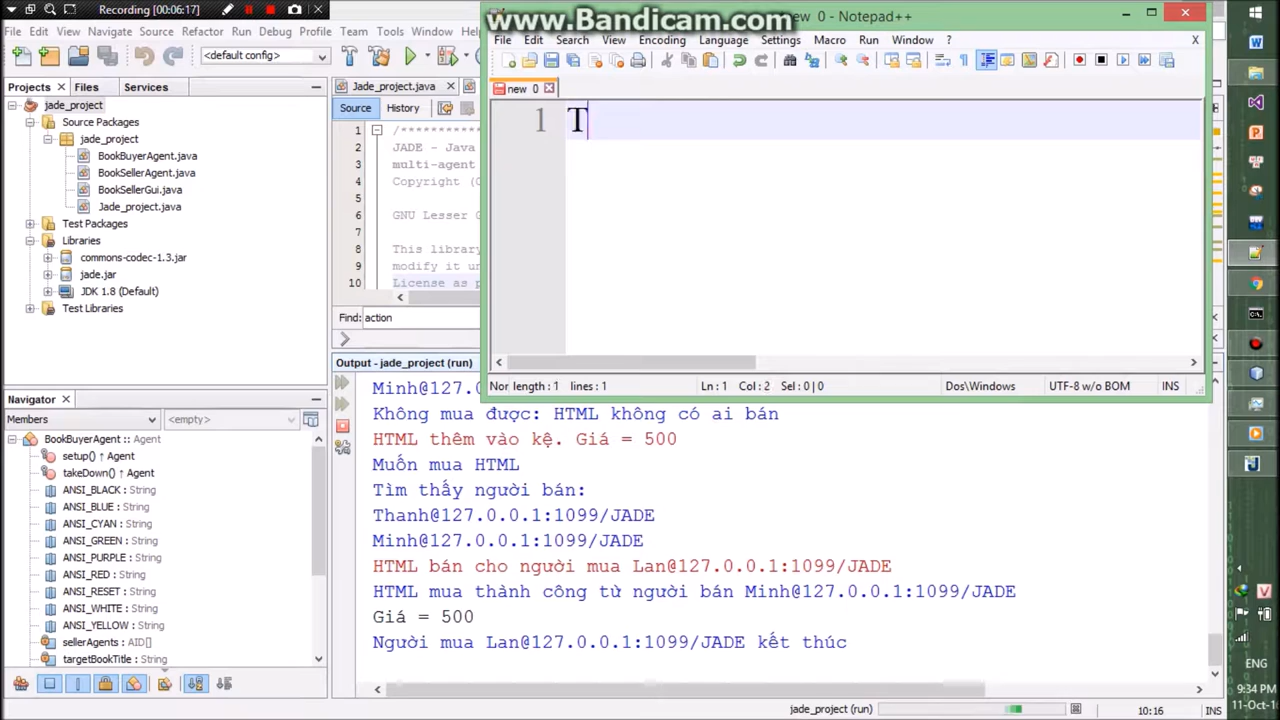 Recording [00:06:17]
www.Bandicam.com
new 0 - Notepad++
File Edit View Navigate Source Refactor Run Debug Profile Team Tools Window
File Edit Search View Encoding Language Settings Macro Run Window ? X
<default config>
Projects Files Services
Jade_project.java
new 0
jade_project
Source Packages
jade_project
BookBuyerAgent.java
BookSellerAgent.java
BookSellerGui.java
Jade_project.java
Test Packages
Libraries
commons-codec-1.3.jar
jade.jar
JDK 1.8 (Default)
Test Libraries
Source History
1 /************
2 JADE - Java
3 multi-agent
4 Copyright (
5
6 GNU Lesser
7
8 This library
9 modify it
10 License as
Find: action
1 T
length : 1 lines : 1 Ln : 1 Col : 2 Sel : 0 | 0 Dos\Windows UTF-8 w/o BOM INS
Output - jade_project (run)
Không mua được: HTML không có ai bán
HTML thêm vào kệ. Giá = 500
Muốn mua HTML
Tìm thấy người bán:
Thanh@127.0.0.1:1099/JADE
Minh@127.0.0.1:1099/JADE
HTML bán cho người mua Lan@127.0.0.1:1099/JADE
HTML mua thành công từ người bán Minh@127.0.0.1:1099/JADE
Giá = 500
Người mua Lan@127.0.0.1:1099/JADE kết thúc
Navigator
Members <empty>
BookBuyerAgent :: Agent
setup() ↑ Agent
takeDown() ↑ Agent
ANSI_BLACK : String
ANSI_BLUE : String
ANSI_CYAN : String
ANSI_GREEN : String
ANSI_PURPLE : String
ANSI_RED : String
ANSI_RESET : String
ANSI_WHITE : String
ANSI_YELLOW : String
sellerAgents : AID[]
targetBookTitle : String
jade_project (run) 10:16 INS
ENG
9:34 PM